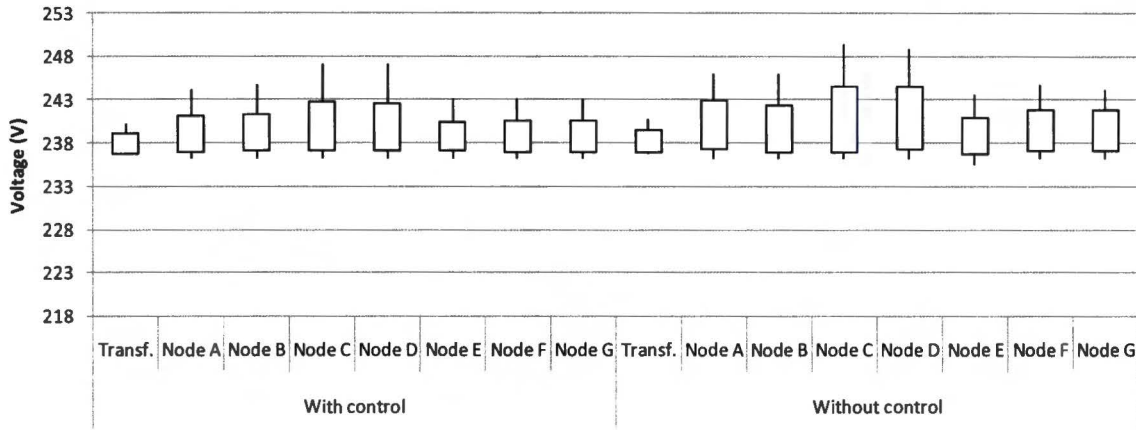 Voltage (V)
253
248
243
238
233
228
223
218
Transf. Node A Node B Node C Node D Node E Node F Node G Transf. Node A Node B Node C Node D Node E Node F Node G
With control Without control